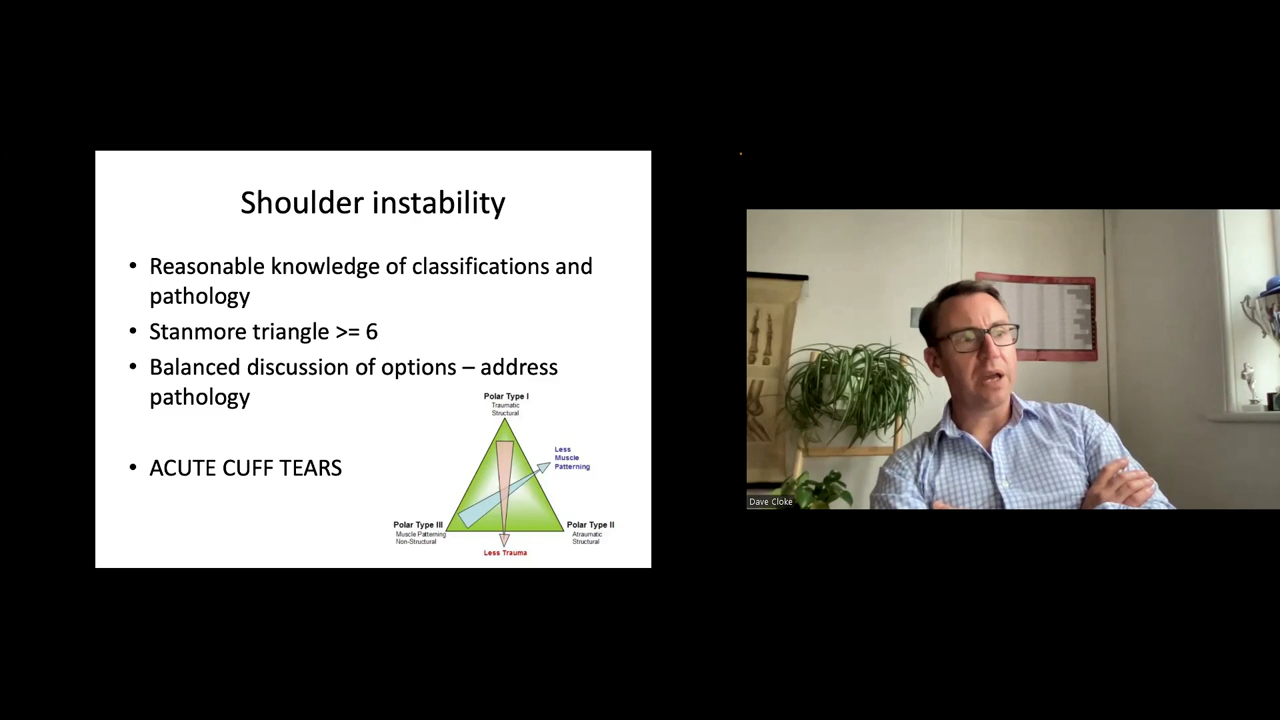 Shoulder instability
• Reasonable knowledge of classifications and
pathology
• Stanmore triangle >= 6
• Balanced discussion of options – address
pathology
• ACUTE CUFF TEARS
Polar Type I
Traumatic
Structural
Less
Muscle
Patterning
Polar Type III
Muscle Patterning
Non-Structural
Polar Type II
Atraumatic
Structural
Less Trauma
Dave Cloke